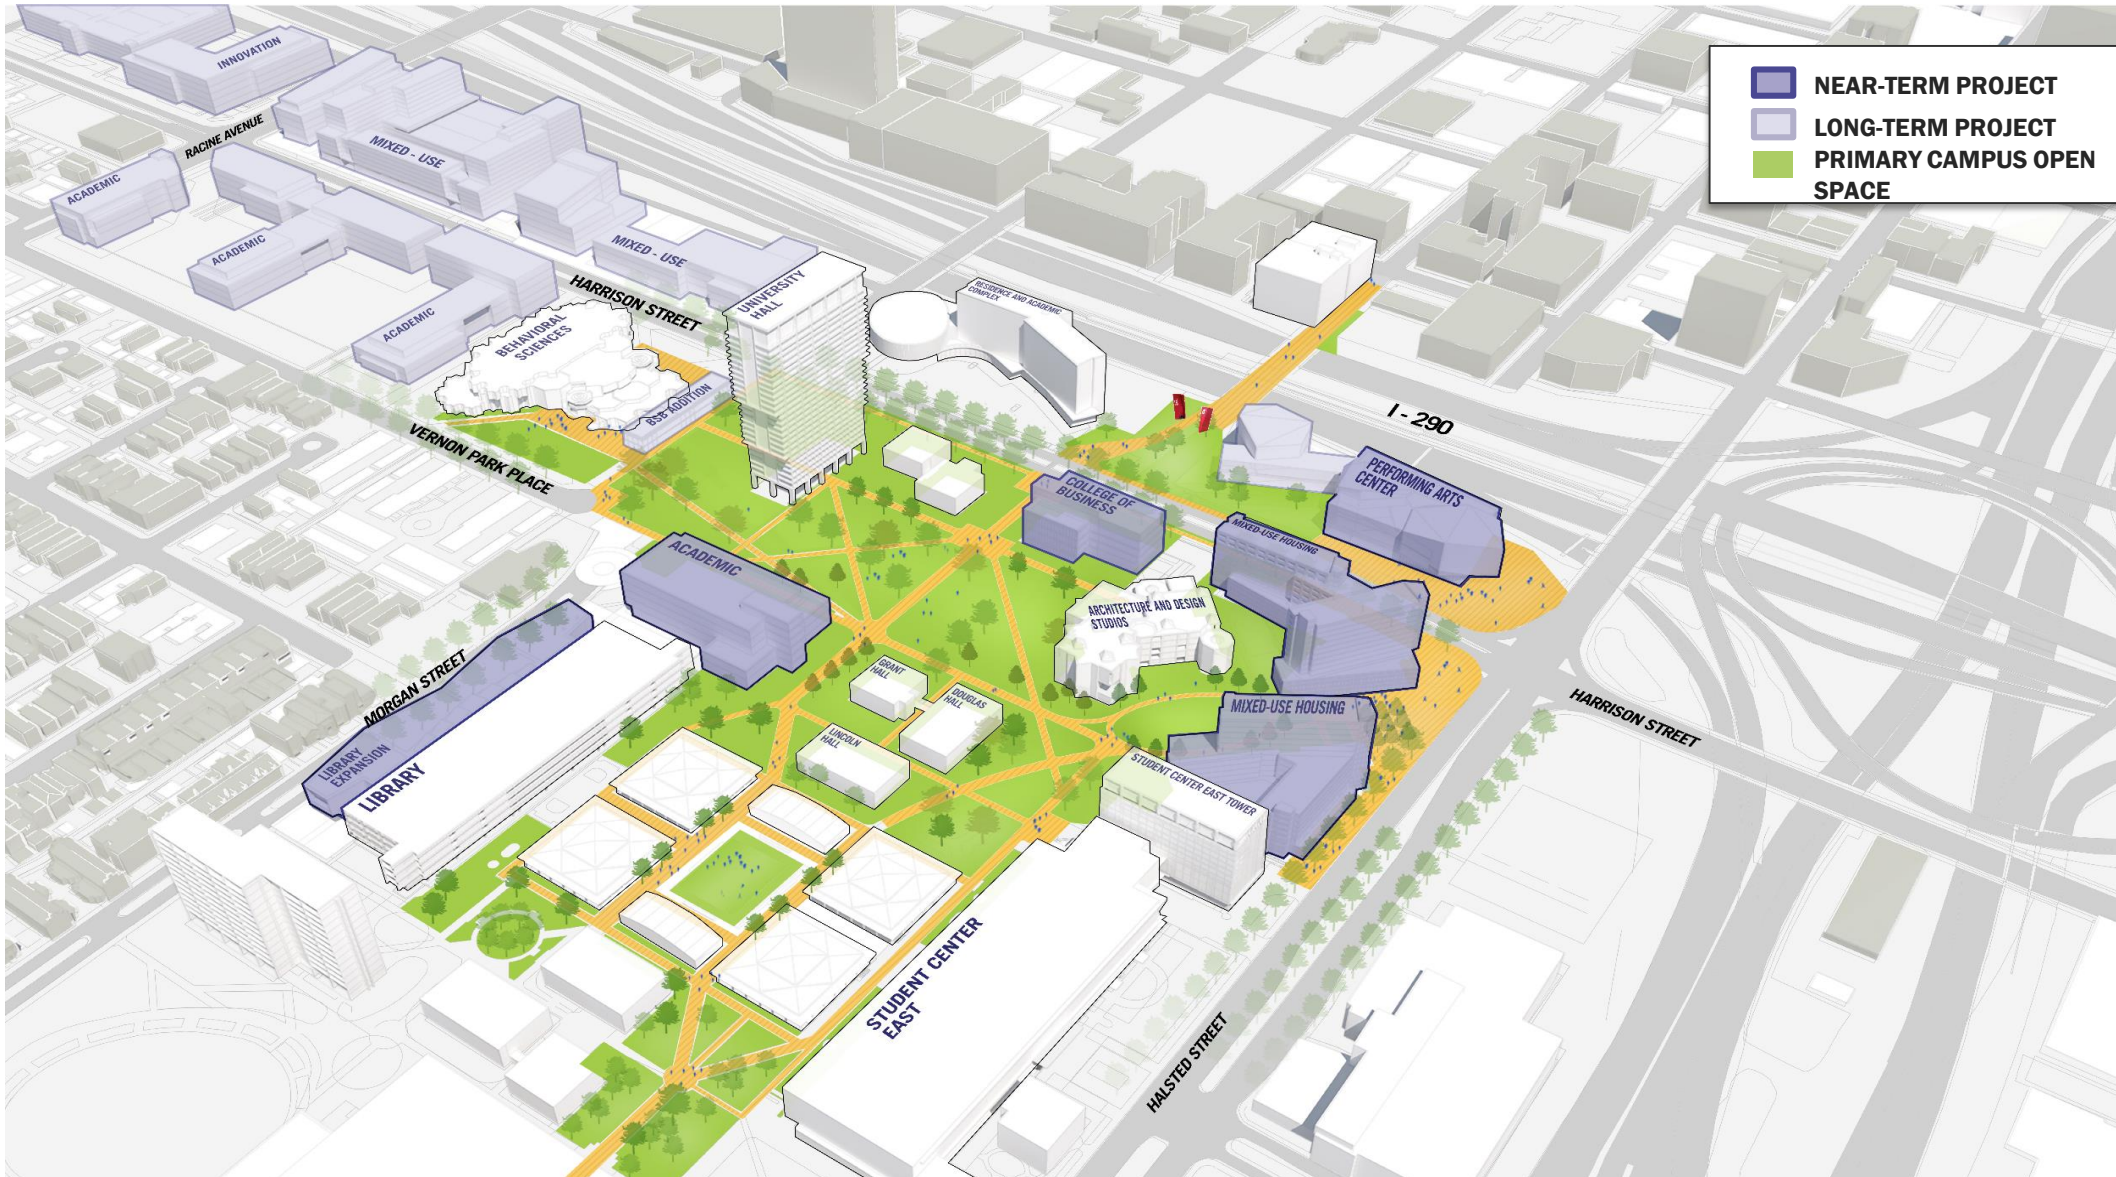 NEAR-TERM PROJECT
LONG-TERM PROJECT
PRIMARY CAMPUS OPEN
SPACE
INNOVATION
RACINE AVENUE
MIXED - USE
ACADEMIC
ACADEMIC
MIXED - USE
HARRISON STREET
ACADEMIC
UNIVERSITY
HALL
RESIDENCE AND ACADEMIC
COMPLEX
BEHAVIORAL
SCIENCES
BSB ADDITION
VERNON PARK PLACE
I - 290
PERFORMING ARTS
CENTER
COLLEGE OF
BUSINESS
MIXED-USE HOUSING
ACADEMIC
ARCHITECTURE AND DESIGN
STUDIOS
GRANT
HALL
DOUGLAS
HALL
LINCOLN
HALL
MIXED-USE HOUSING
HARRISON STREET
MORGAN STREET
LIBRARY
EXPANSION
LIBRARY
STUDENT CENTER EAST TOWER
STUDENT CENTER
EAST
HALSTED STREET